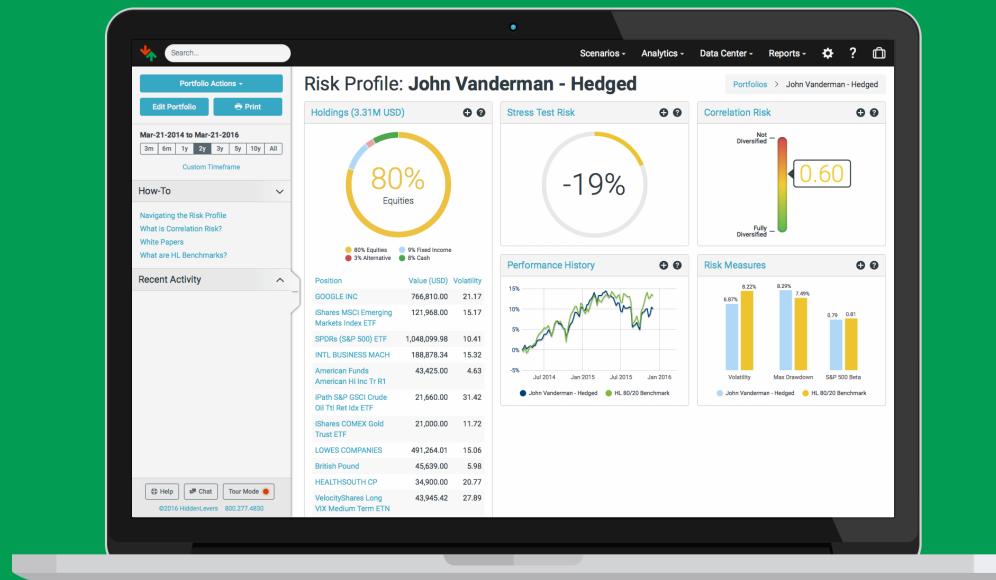 Search...
Scenarios
Analytics
Data Center
Reports
?
Portfolio Actions
Edit Portfolio
Print
Mar-21-2014 to Mar-21-2016
3m 6m 1y 2y 3y 5y 10y All
Custom Timeframe
How-To
Navigating the Risk Profile
What is Correlation Risk?
White Papers
What are HL Benchmarks?
Recent Activity
Help
Chat
Tour Mode
©2016 HiddenLevers 800.277.4830
Risk Profile: John Vanderman - Hedged
Portfolios > John Vanderman - Hedged
Holdings (3.31M USD)
80%
Equities
80% Equities 9% Fixed Income
3% Alternative 8% Cash
Position Value (USD) Volatility
GOOGLE INC 766,810.00 21.17
iShares MSCI Emerging 121,968.00 15.17
Markets Index ETF
SPDRs (S&P 500) ETF 1,048,099.98 10.41
INTL BUSINESS MACH 188,878.34 15.32
American Funds 43,425.00 4.63
American Hi Inc Tr R1
iPath S&P GSCI Crude 21,660.00 31.42
Oil Ttl Ret Idx ETF
iShares COMEX Gold 21,000.00 11.72
Trust ETF
LOWES COMPANIES 491,264.01 15.06
British Pound 45,639.00 5.98
HEALTHSOUTH CP 34,900.00 20.77
VelocityShares Long 43,945.42 27.89
VIX Medium Term ETN
Stress Test Risk
-19%
Correlation Risk
Not
Diversified
0.60
Fully
Diversified
Performance History
15%
10%
5%
0%
-5%
Jul 2014 Jan 2015 Jul 2015 Jan 2016
John Vanderman - Hedged HL 80/20 Benchmark
Risk Measures
6.87% 8.22% 8.29% 7.49% 0.79 0.81
Volatility Max Drawdown S&P 500 Beta
John Vanderman - Hedged HL 80/20 Benchmark